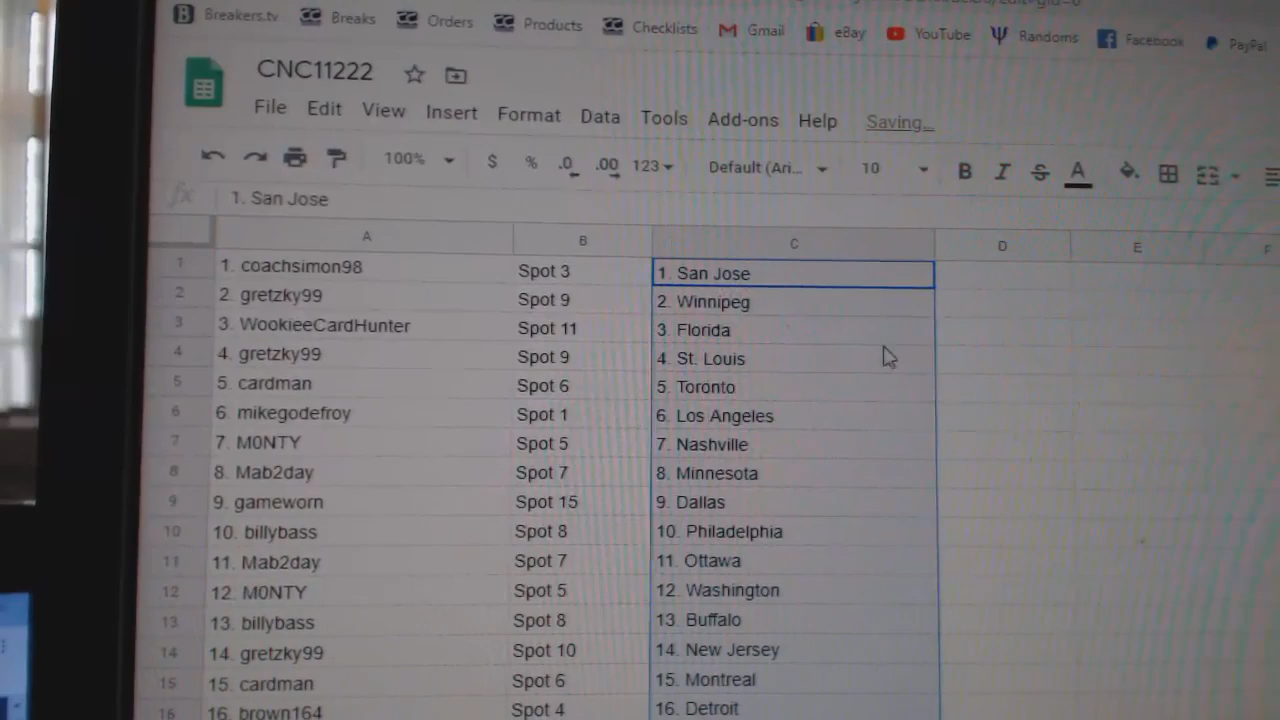 Breakers.tv Breaks Orders Products Checklists Gmail eBay YouTube Randoms Facebook PayPal
CNC11222
File Edit View Insert Format Data Tools Add-ons Help Saving...
100% $ % .0 .00 123 Default (Ari... 10 B I S A
fx 1. San Jose
A B C D E F
1 1. coachsimon98 Spot 3 1. San Jose
2 2. gretzky99 Spot 9 2. Winnipeg
3 3. WookieeCardHunter Spot 11 3. Florida
4 4. gretzky99 Spot 9 4. St. Louis
5 5. cardman Spot 6 5. Toronto
6 6. mikegodefroy Spot 1 6. Los Angeles
7 7. M0NTY Spot 5 7. Nashville
8 8. Mab2day Spot 7 8. Minnesota
9 9. gameworn Spot 15 9. Dallas
10 10. billybass Spot 8 10. Philadelphia
11 11. Mab2day Spot 7 11. Ottawa
12 12. M0NTY Spot 5 12. Washington
13 13. billybass Spot 8 13. Buffalo
14 14. gretzky99 Spot 10 14. New Jersey
15 15. cardman Spot 6 15. Montreal
16 16. brown164 Spot 4 16. Detroit